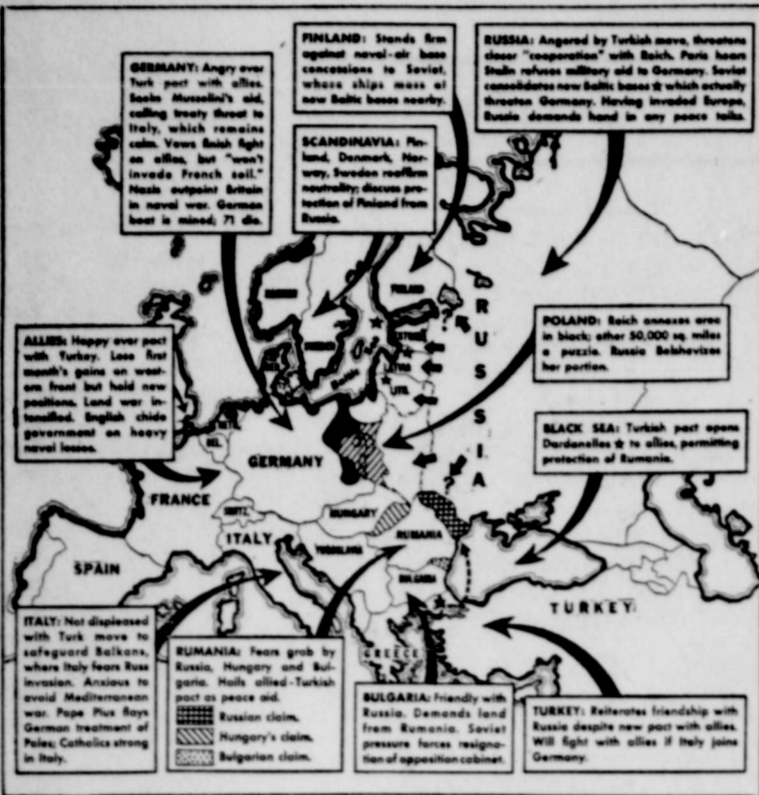 FINLAND: Stands firm
against naval-air base
concessions to Soviet,
whose ships mass at
new Baltic bases nearby.
RUSSIA: Angered by Turkish move, threatens
closer "cooperation" with Reich. Paris hears
Stalin refuses military aid to Germany. Soviet
consolidates new Baltic bases ★ which actually
threaten Germany. Having invaded Europe,
Russia demands hand in any peace talks.
GERMANY: Angry over
Turk pact with allies.
Seeks Mussolini's aid,
calling treaty threat to
Italy, which remains
calm. Vows finish fight
on allies, but "won't
invade French soil."
Nazis outpoint Britain
in naval war. German
boat is mined; 71 die.
SCANDINAVIA: Fin-
land, Denmark, Nor-
way, Sweden reaffirm
neutrality; discuss pro-
tection of Finland from
Russia.
ALLIES: Happy over pact
with Turkey. Lose first
month's gains on west-
ern front but hold new
positions. Land war in-
tensified. English chide
government on heavy
naval losses.
POLAND: Reich annexes area
in black; other 50,000 sq. miles
a puzzle. Russia Bolshevizes
her portion.
BLACK SEA: Turkish pact opens
Dardanelles ★ to allies, permitting
protection of Rumania.
NORWAY
SWEDEN
FINLAND
ESTONIA
LATVIA
LITH.
Baltic
DEN.
NETH.
BEL.
RUSSIA
?
?
GERMANY
FRANCE
SWITZ.
HUNGARY
ITALY
YUGOSLAVIA
RUMANIA
SPAIN
BULGARIA
TURKEY
GREECE
ITALY: Not displeased
with Turk move to
safeguard Balkans,
where Italy fears Russ
invasion. Anxious to
avoid Mediterranean
war. Pope Pius flays
German treatment of
Poles; Catholics strong
in Italy.
RUMANIA: Fears grab by
Russia, Hungary and Bul-
garia. Hails allied-Turkish
pact as peace aid.
Russian claim.
Hungary's claim.
Bulgarian claim.
BULGARIA: Friendly with
Russia. Demands land
from Rumania. Soviet
pressure forces resigna-
tion of opposition cabinet.
TURKEY: Reiterates friendship with
Russia despite new pact with allies.
Will fight with allies if Italy joins
Germany.